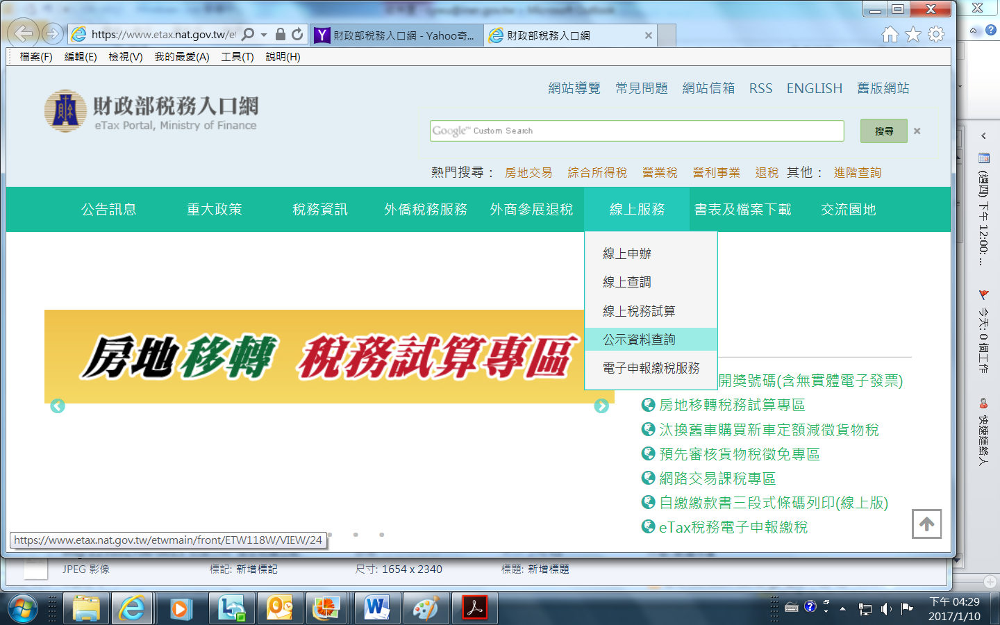 https://www.etax.nat.gov.tw/et
財政部稅務入口網 - Yahoo奇...
財政部稅務入口網
檔案(F) 編輯(E) 檢視(V) 我的最愛(A) 工具(T) 說明(H)
網站導覽 常見問題 網站信箱 RSS ENGLISH 舊版網站
財政部稅務入口網
eTax Portal, Ministry of Finance
Google™ Custom Search
搜尋
熱門搜尋： 房地交易 綜合所得稅 營業稅 營利事業 退稅 其他： 進階查詢
公告訊息 重大政策 稅務資訊 外僑稅務服務 外商參展退稅 線上服務 書表及檔案下載 交流園地
線上申辦
線上查調
線上稅務試算
公示資料查詢
電子申報繳稅服務
房地移轉 稅務試算專區
開獎號碼(含無實體電子發票)
房地移轉稅務試算專區
汰換舊車購買新車定額減徵貨物稅
預先審核貨物稅徵免專區
網路交易課稅專區
自繳繳款書三段式條碼列印(線上版)
eTax稅務電子申報繳稅
https://www.etax.nat.gov.tw/etwmain/front/ETW118W/VIEW/24
(週四) 下午 12:00: ...
今天: 0 個工作
快速連絡人
JPEG 影像 標記: 新增標記 尺寸: 1654 x 2340 標題: 新增標題
下午 04:29
2017/1/10